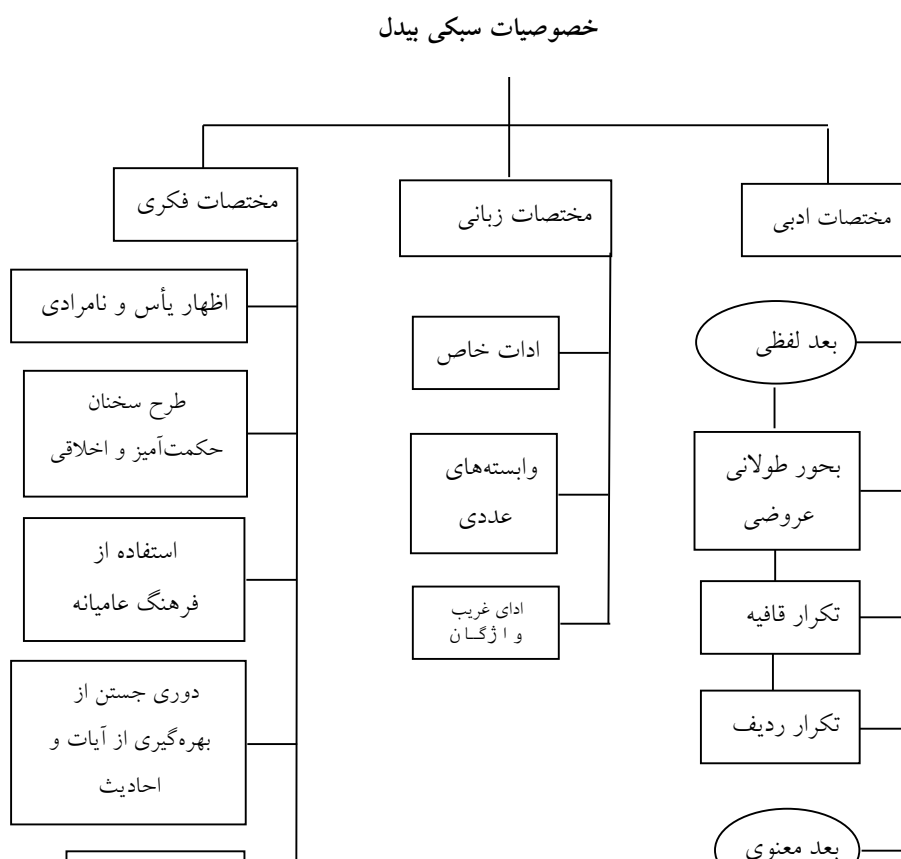 خصوصیات سبکی بیدل
مختصات ادبی
بعد لفظی
بحور طولانی
عروضی
تکرار قافیه
تکرار ردیف
بعد معنوی
مختصات زبانی
ادات خاص
وابسته‌های
عددی
ادای غریب
واژگان
مختصات فکری
اظهار یأس و نامرادی
طرح سخنان
حکمت‌آمیز و اخلاقی
استفاده از
فرهنگ عامیانه
دوری جستن از
بهره‌گیری از آیات و
احادیث